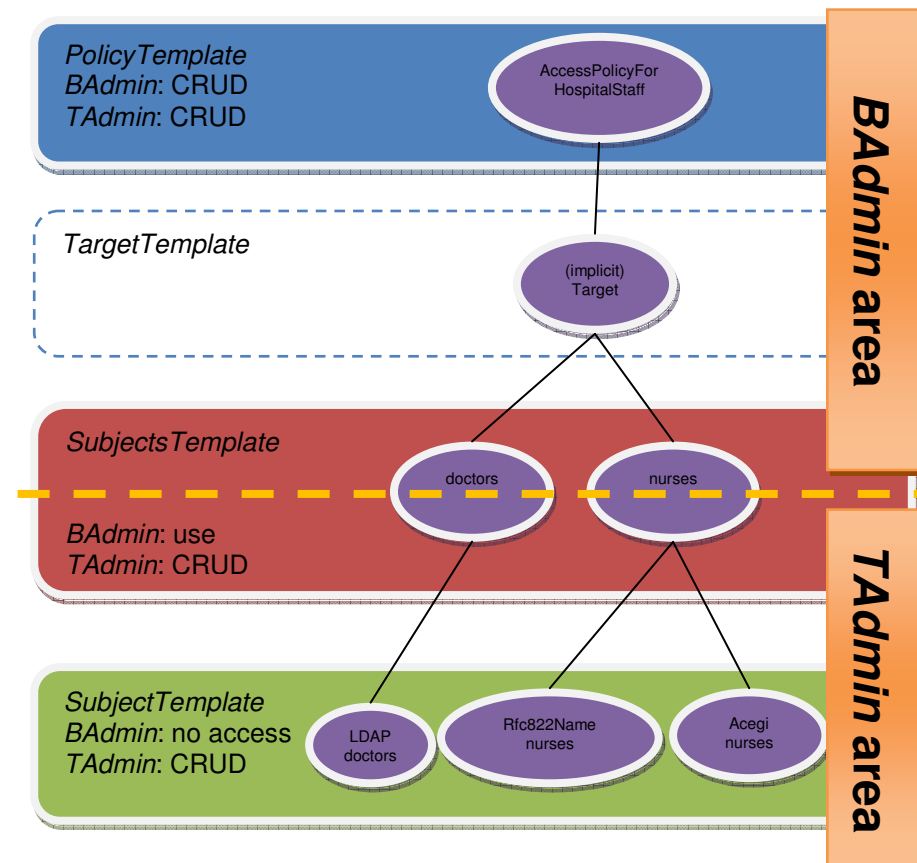 PolicyTemplate
BAdmin: CRUD
TAdmin: CRUD
AccessPolicyFor
HospitalStaff
BAdmin area
TargetTemplate
(implicit)
Target
SubjectsTemplate
doctors
nurses
BAdmin: use
TAdmin: CRUD
TAdmin area
SubjectTemplate
BAdmin: no access
TAdmin: CRUD
LDAP
doctors
Rfc822Name
nurses
Acegi
nurses